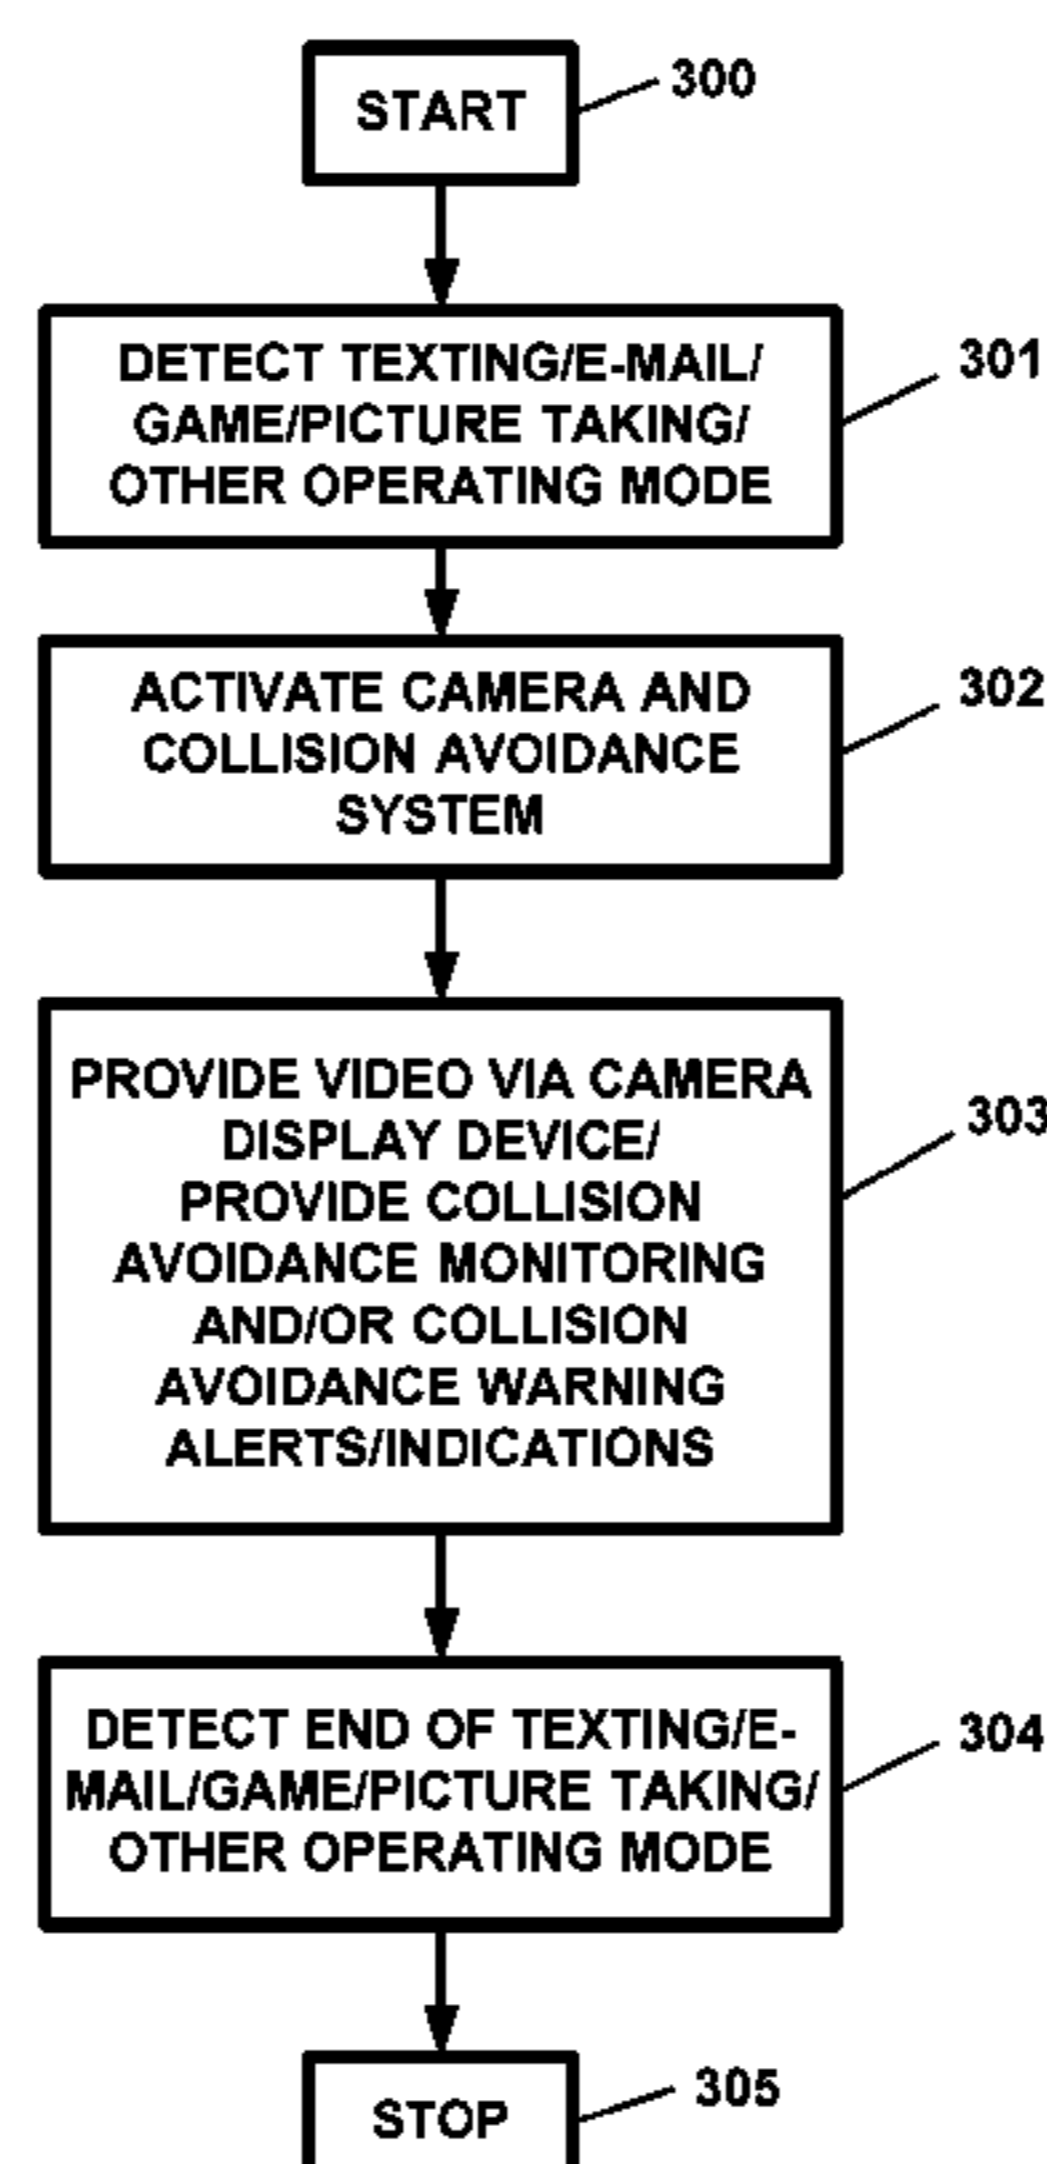 START
300
DETECT TEXTING/E-MAIL/
GAME/PICTURE TAKING/
OTHER OPERATING MODE
301
ACTIVATE CAMERA AND
COLLISION AVOIDANCE
SYSTEM
302
PROVIDE VIDEO VIA CAMERA
DISPLAY DEVICE/
PROVIDE COLLISION
AVOIDANCE MONITORING
AND/OR COLLISION
AVOIDANCE WARNING
ALERTS/INDICATIONS
303
DETECT END OF TEXTING/E-
MAIL/GAME/PICTURE TAKING/
OTHER OPERATING MODE
304
STOP
305